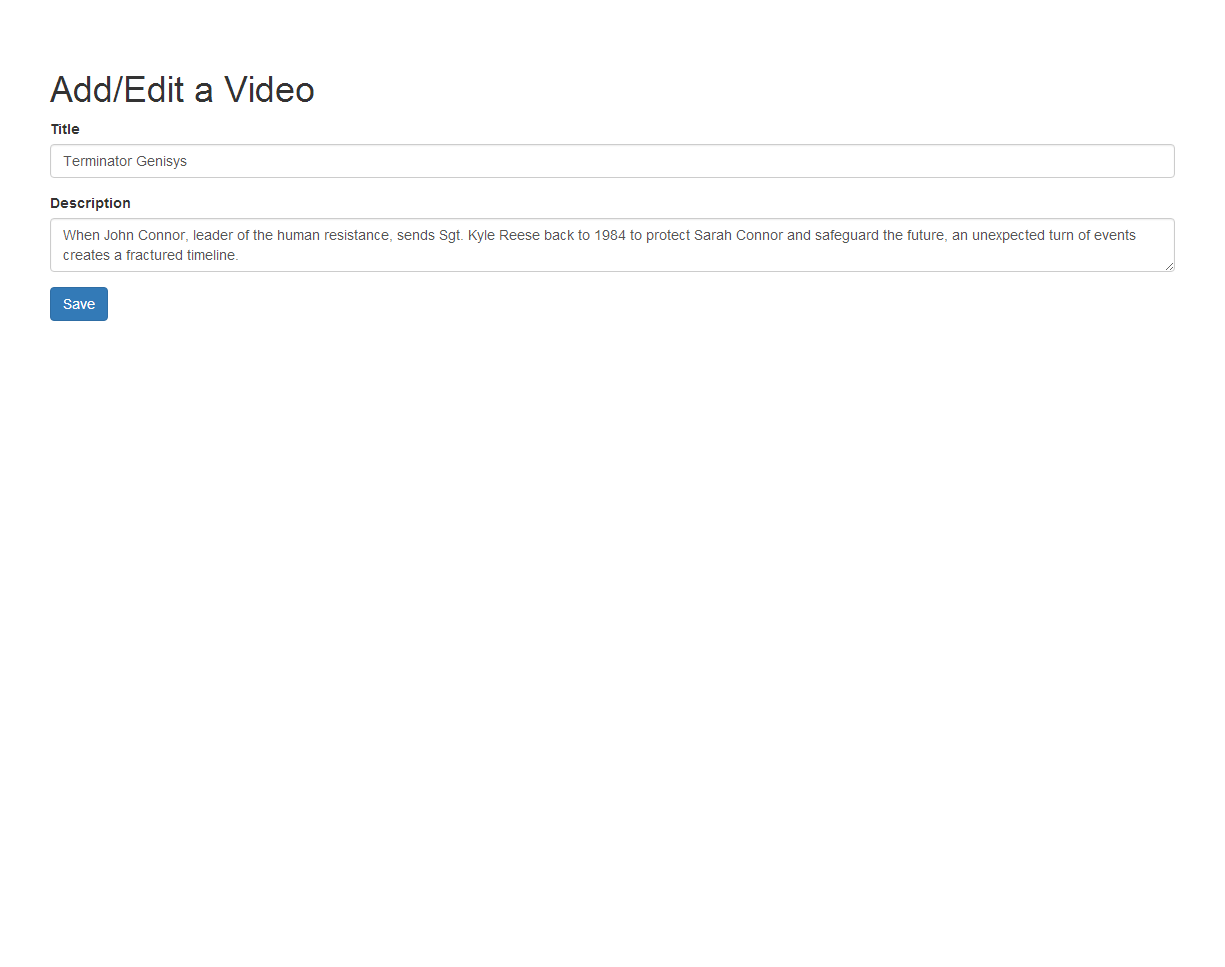 Add/Edit a Video
Title
Terminator Genisys
Description
When John Connor, leader of the human resistance, sends Sgt. Kyle Reese back to 1984 to protect Sarah Connor and safeguard the future, an unexpected turn of events
creates a fractured timeline.
Save